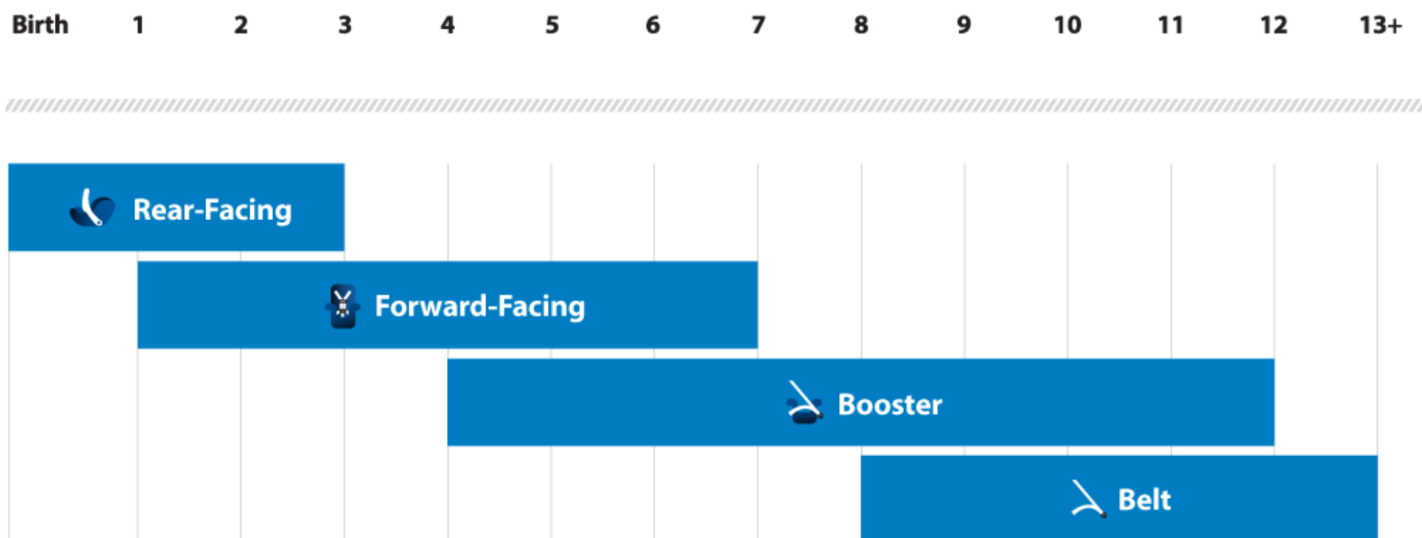 Birth 1 2 3 4 5 6 7 8 9 10 11 12 13+
Rear-Facing
Forward-Facing
Booster
Belt